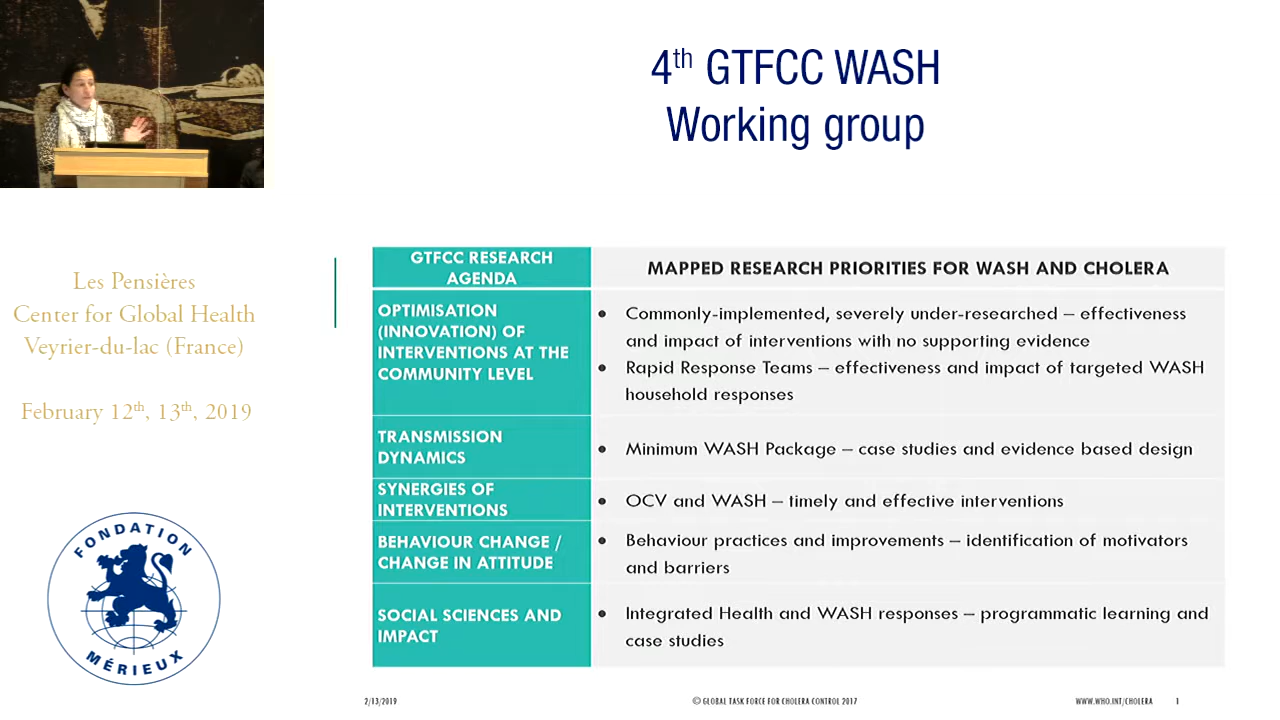 4th GTFCC WASH
Working group
Les Pensières
Center for Global Health
Veyrier-du-lac (France)
February 12th, 13th, 2019
FONDATION
MÉRIEUX
GTFCC RESEARCH
AGENDA
MAPPED RESEARCH PRIORITIES FOR WASH AND CHOLERA
OPTIMISATION
(INNOVATION) OF
INTERVENTIONS AT THE
COMMUNITY LEVEL
• Commonly-implemented, severely under-researched – effectiveness
and impact of interventions with no supporting evidence
• Rapid Response Teams – effectiveness and impact of targeted WASH
household responses
TRANSMISSION
DYNAMICS
• Minimum WASH Package – case studies and evidence based design
SYNERGIES OF
INTERVENTIONS
• OCV and WASH – timely and effective interventions
BEHAVIOUR CHANGE /
CHANGE IN ATTITUDE
• Behaviour practices and improvements – identification of motivators
and barriers
SOCIAL SCIENCES AND
IMPACT
• Integrated Health and WASH responses – programmatic learning and
case studies
2/13/2019
© GLOBAL TASK FORCE FOR CHOLERA CONTROL 2017
WWW.WHO.INT/CHOLERA
1